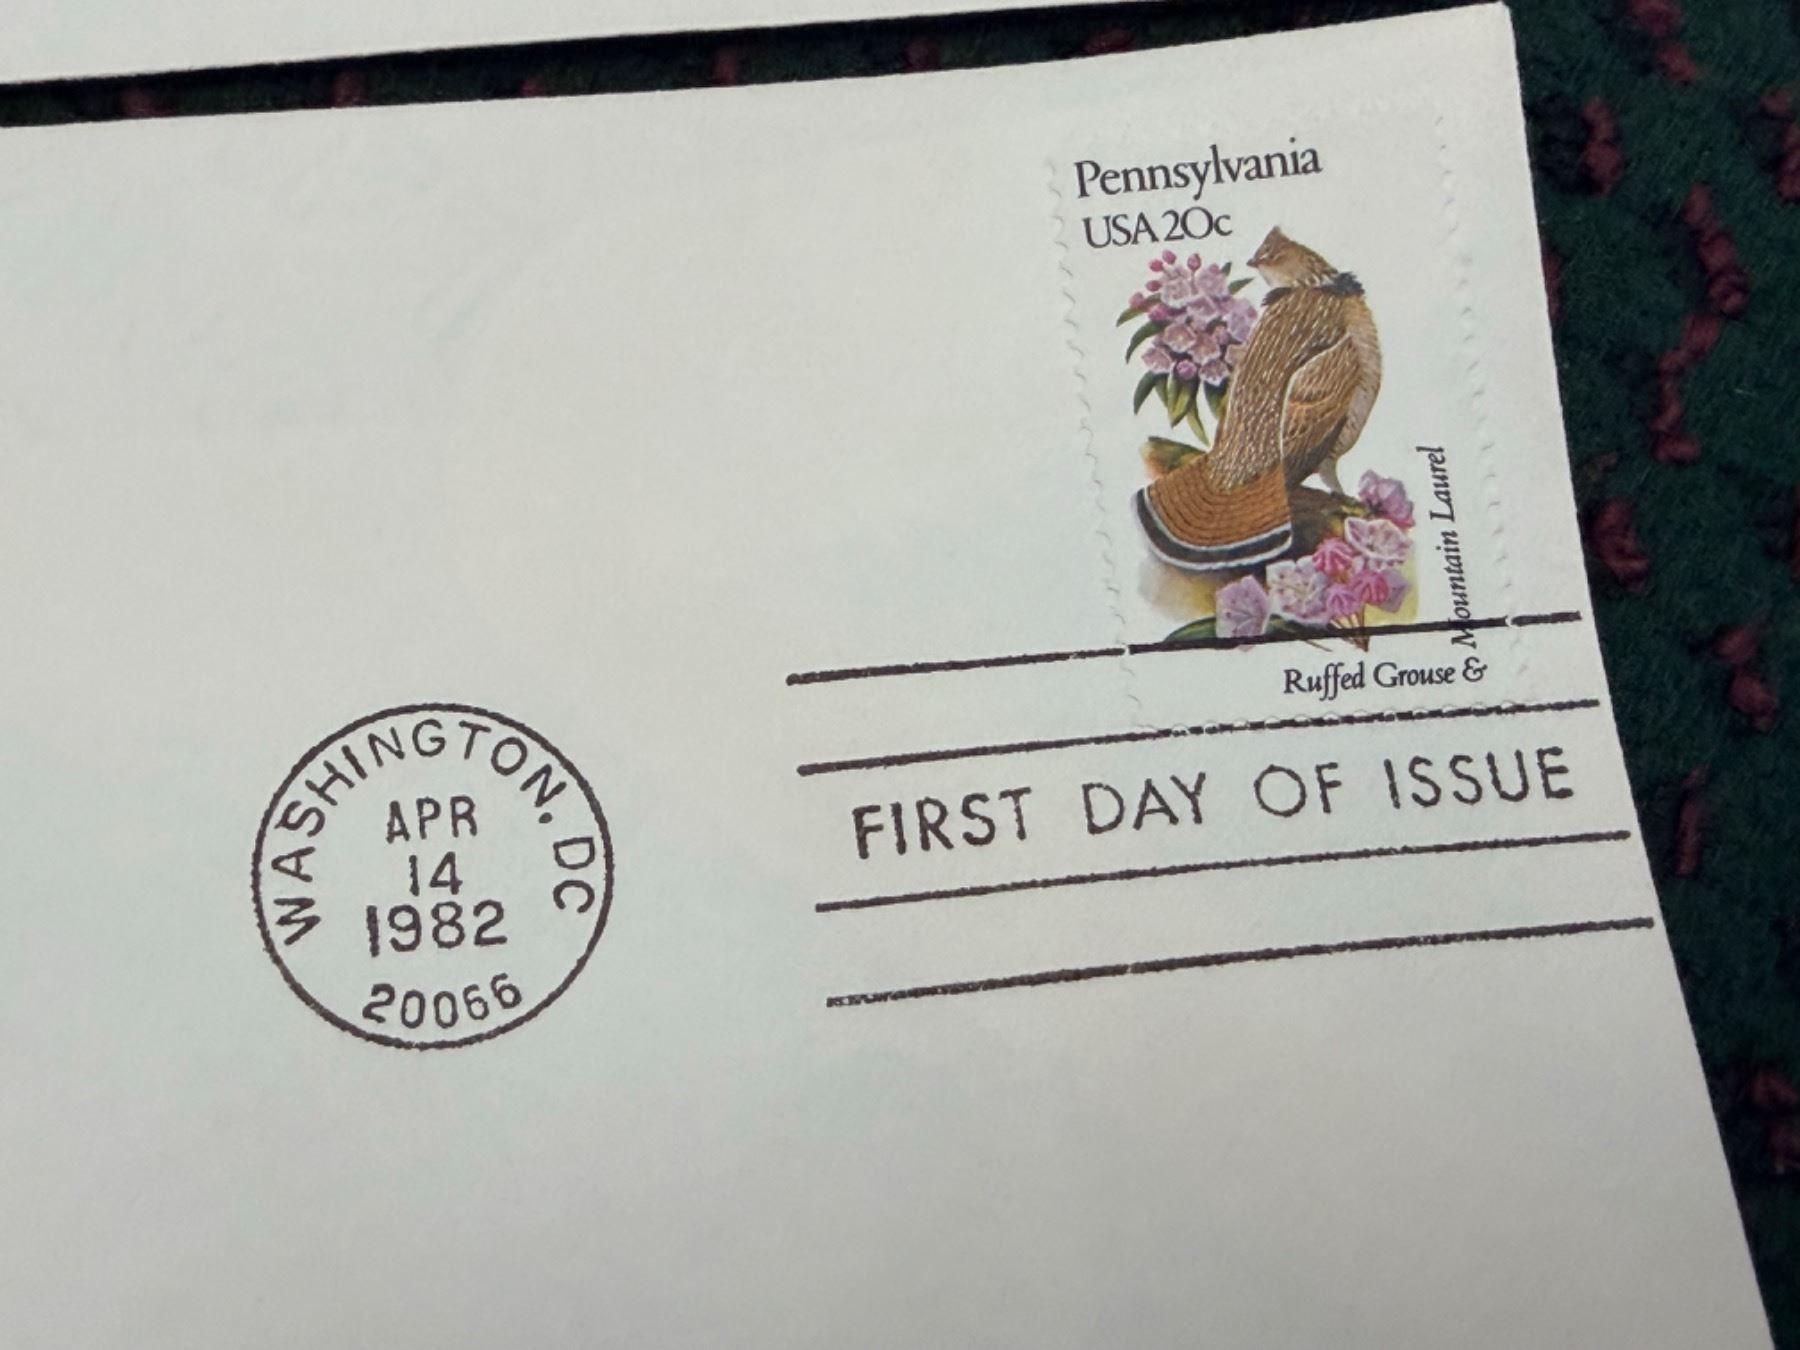 Pennsylvania
USA 20c
Ruffed Grouse & Mountain Laurel
FIRST DAY OF ISSUE
WASHINGTON. DC
APR
14
1982
20066